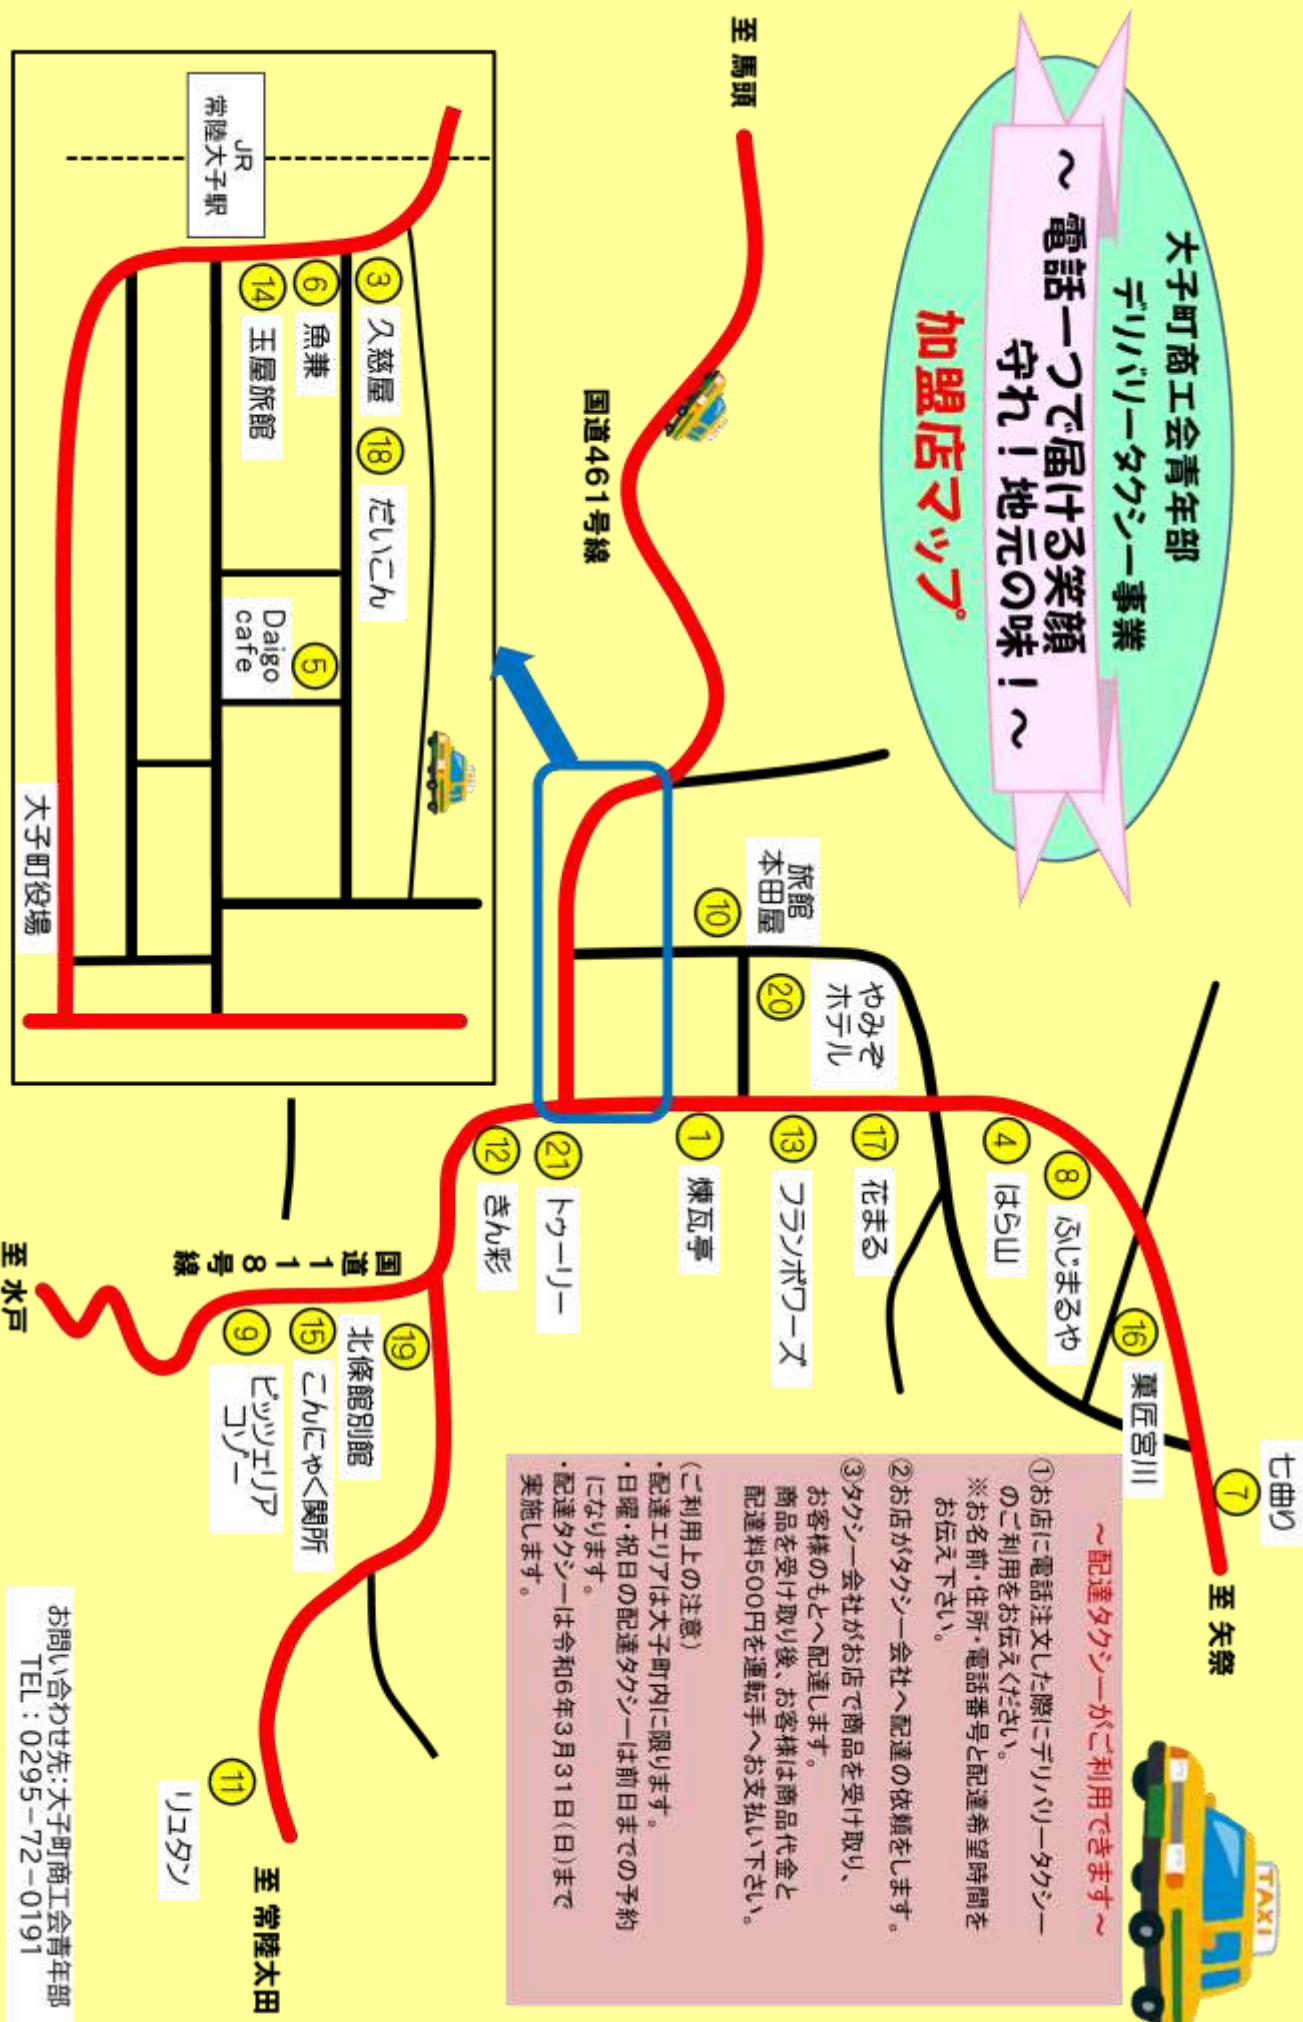 大子町商工会青年部
デリバリータクシー事業
～ 電話一つで届ける笑顔
守れ！地元の味！～
加盟店マップ
至 馬頭
国道461号線
旅館
本田屋
⑩
⑳
やみぞ
ホテル
七曲り
⑦
至 矢祭
⑯
菓匠宮川
⑧
ふじまるや
④
はら山
⑰
花まる
⑬
フランボワーズ
①
煉瓦亭
㉑
トゥーリー
⑫
きん彩
国道118号線
⑲
北條館別館
⑮
こんにゃく関所
⑨
ピッツェリア
コゾー
至 水戸
⑪
リュタン
至 常陸太田
JR
常陸大子駅
③
久慈屋
⑱
だいこん
⑥
魚兼
⑭
玉屋旅館
⑤
Daigo
cafe
大子町役場
TAXI
～配達タクシーがご利用できます～
①お店に電話注文した際にデリバリータクシー
のご利用をお伝えください。
※お名前・住所・電話番号と配達希望時間を
お伝え下さい。
②お店がタクシー会社へ配達の依頼をします。
③タクシー会社がお店で商品を受け取り、
お客様のもとへ配達します。
商品を受け取り後、お客様は商品代金と
配達料500円を運転手へお支払い下さい。
(ご利用上の注意)
・配達エリアは大子町内に限ります。
・日曜・祝日の配達タクシーは前日までの予約
になります。
・配達タクシーは令和6年3月31日(日)まで
実施します。
お問い合わせ先:大子町商工会青年部
TEL：0295-72-0191